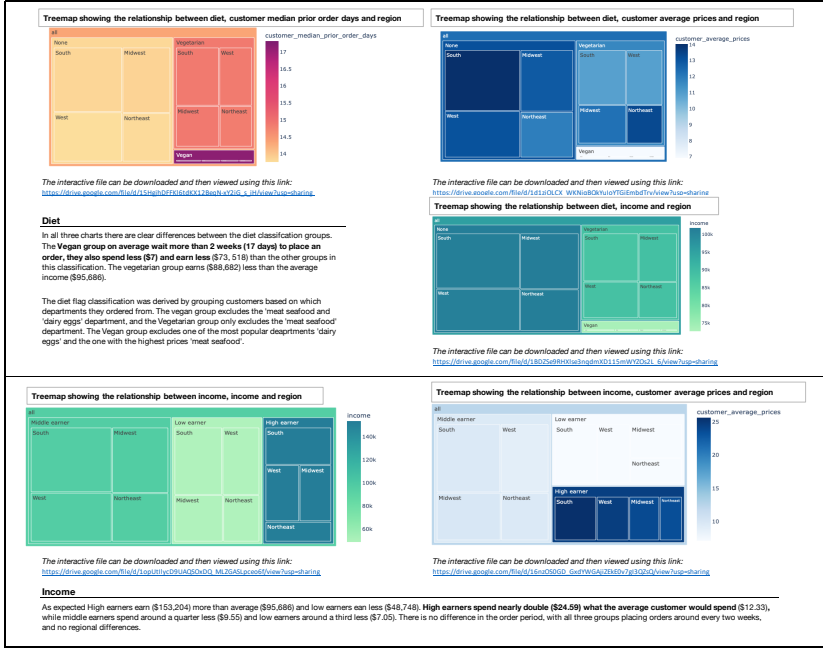 Treemap showing the relationship between diet, customer median prior order days and region
all
None
South
Midwest
West
Northeast
Vegetarian
South
West
Midwest
Northeast
Vegan
customer_median_prior_order_days
17
16.5
16
15.5
15
14.5
14
The interactive file can be downloaded and then viewed using this link:
Treemap showing the relationship between diet, customer average prices and region
all
None
South
Midwest
West
Northeast
Vegetarian
South
West
Midwest
Northeast
Vegan
customer_average_prices
14
13
12
11
10
9
8
7
The interactive file can be downloaded and then viewed using this link:
Diet
In all three charts there are clear differences between the diet classifcation groups.
The Vegan group on average wait more than 2 weeks (17 days) to place an
order, they also spend less ($7) and earn less ($73, 518) than the other groups in
this classification. The vegetarian group earns ($88,682) less than the average
income ($95,686).
The diet flag classification was derived by grouping customers based on which
departments they ordered from. The vegan group excludes the 'meat seafood and
'dairy eggs' department, and the Vegetarian group only excludes the 'meat seafood'
department. The Vegan group excludes one of the most popular deaprtments 'dairy
eggs' and the one with the highest prices 'meat seafood'.
Treemap showing the relationship between diet, income and region
all
None
South
Midwest
West
Northeast
Vegetarian
South
West
Midwest
Northeast
Vegan
income
100k
95k
90k
85k
80k
75k
The interactive file can be downloaded and then viewed using this link:
Treemap showing the relationship between income, income and region
all
Middle earner
South
Midwest
West
Northeast
Low earner
South
West
Midwest
Northeast
High earner
South
West
Midwest
Northeast
income
140k
120k
100k
80k
60k
The interactive file can be downloaded and then viewed using this link:
Treemap showing the relationship between income, customer average prices and region
all
Middle earner
South
West
Midwest
Northeast
Low earner
South
West
Midwest
Northeast
High earner
South
West
Midwest
Northeast
customer_average_prices
25
20
15
10
The interactive file can be downloaded and then viewed using this link:
Income
As expected High earners earn ($153,204) more than average ($95,686) and low earners ean less ($48,748). High earners spend nearly double ($24.59) what the average customer would spend ($12.33),
while middle earners spend around a quarter less ($9.55) and low earners around a third less ($7.05). There is no difference in the order period, with all three groups placing orders around every two weeks,
and no regional differences.